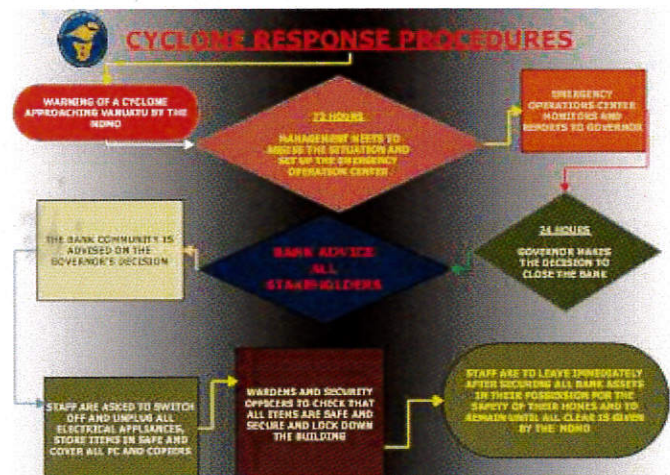 CYCLONE RESPONSE PROCEDURES
WARNING OF A CYCLONE
APPROACHING VANUATU BY THE
NDMO
72 HOURS
MANAGEMENT MEETS TO
ASSESS THE SITUATION AND
SET UP THE EMERGENCY
OPERATION CENTER
EMERGENCY
OPERATIONS CENTER
MONITORS AND
REPORTS TO GOVERNOR
24 HOURS
GOVERNOR MAKES
THE DECISION TO
CLOSE THE BANK
BANK ADVICE
ALL
STAKEHOLDERS
THE BANK COMMUNITY IS
ADVISED ON THE
GOVERNOR'S DECISION
STAFF ARE ASKED TO SWITCH
OFF AND UNPLUG ALL
ELECTRICAL APPLIANCES,
STORE ITEMS IN SAFE AND
COVER ALL PC AND COPIERS
WARDENS AND SECURITY
OFFICERS TO CHECK THAT
ALL ITEMS ARE SAFE AND
SECURE AND LOCK DOWN
THE BUILDING
STAFF ARE TO LEAVE IMMEDIATELY
AFTER SECURING ALL BANK ASSETS
IN THEIR POSSESSION FOR THE
SAFETY OF THEIR HOMES AND TO
REMAIN UNTIL ALL CLEAR IS GIVEN
BY THE NDMO